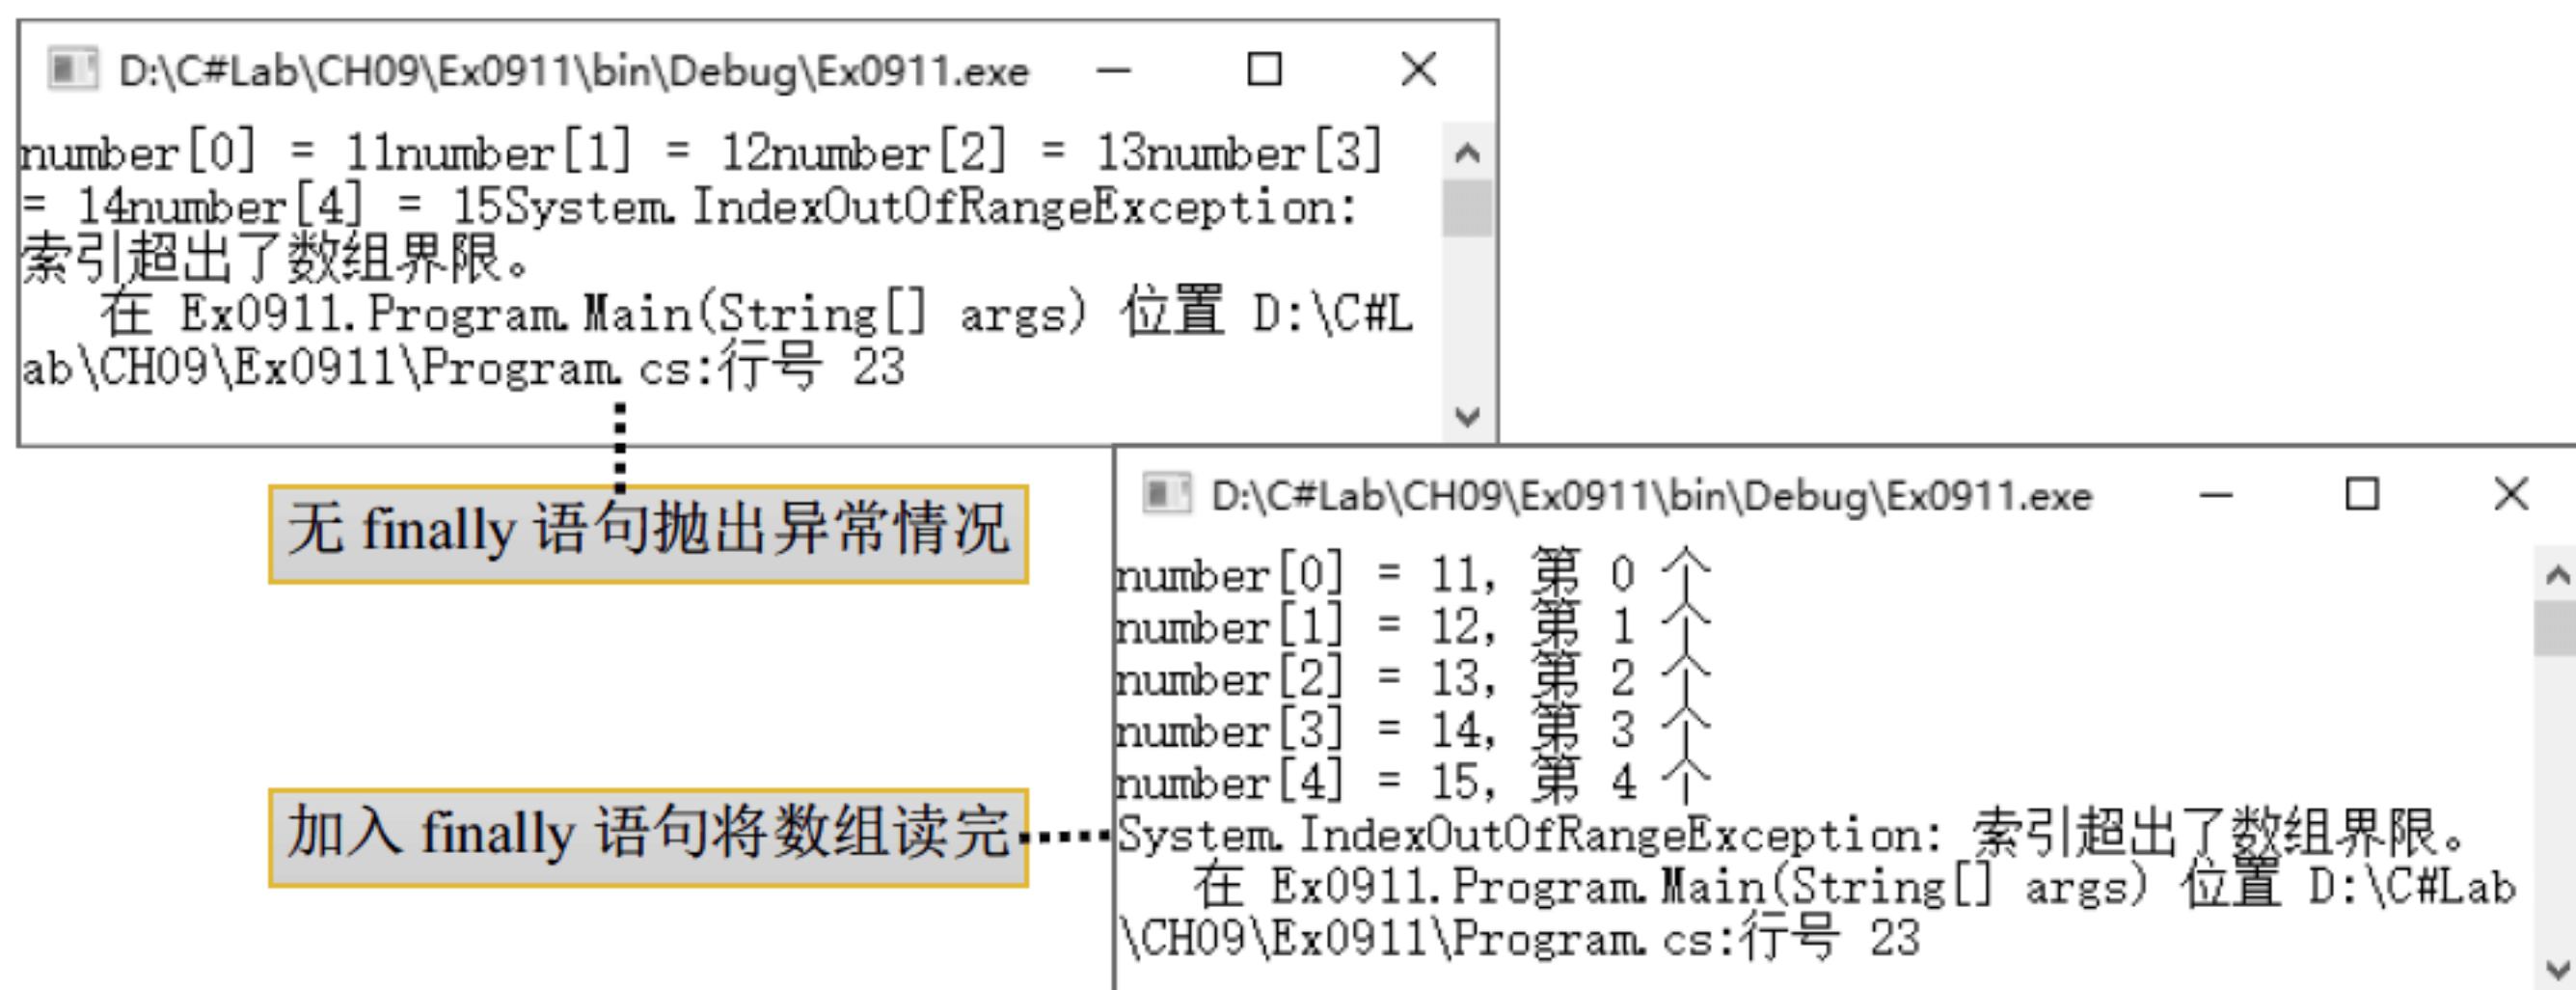 D:\C#Lab\CH09\Ex0911\bin\Debug\Ex0911.exe
number[0] = 11number[1] = 12number[2] = 13number[3]
= 14number[4] = 15System.IndexOutOfRangeException:
索引超出了数组界限。
在 Ex0911.Program.Main(String[] args) 位置 D:\C#L
ab\CH09\Ex0911\Program.cs:行号 23
无 finally 语句抛出异常情况
D:\C#Lab\CH09\Ex0911\bin\Debug\Ex0911.exe
number[0] = 11, 第 0 个
number[1] = 12, 第 1 个
number[2] = 13, 第 2 个
number[3] = 14, 第 3 个
number[4] = 15, 第 4 个
System.IndexOutOfRangeException: 索引超出了数组界限。
在 Ex0911.Program.Main(String[] args) 位置 D:\C#Lab
\CH09\Ex0911\Program.cs:行号 23
加入 finally 语句将数组读完